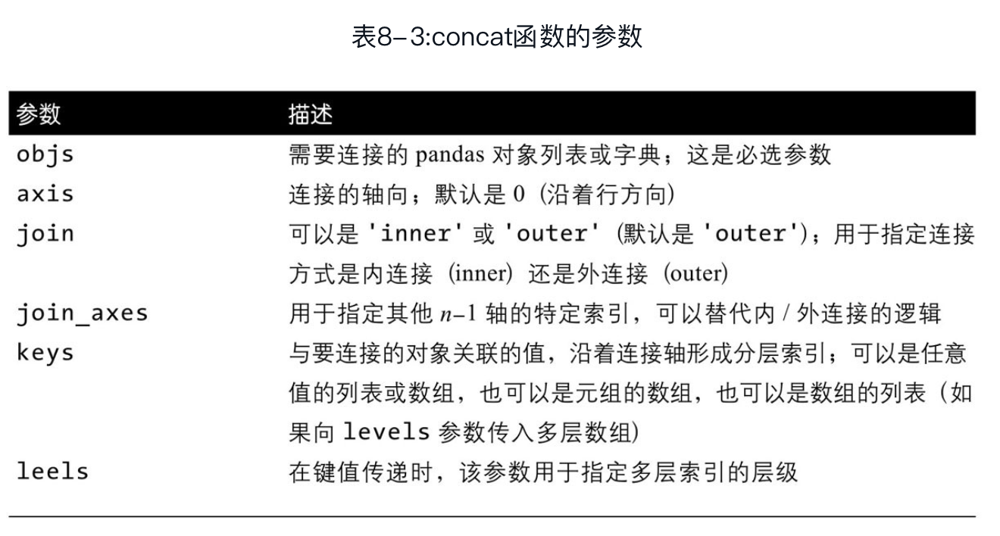 表8-3:concat函数的参数
参数 描述
objs 需要连接的 pandas 对象列表或字典；这是必选参数
axis 连接的轴向；默认是 0（沿着行方向）
join 可以是 'inner' 或 'outer'（默认是 'outer'）；用于指定连接
方式是内连接（inner）还是外连接（outer）
join_axes 用于指定其他 n-1 轴的特定索引，可以替代内 / 外连接的逻辑
keys 与要连接的对象关联的值，沿着连接轴形成分层索引；可以是任意
值的列表或数组，也可以是元组的数组，也可以是数组的列表（如
果向 levels 参数传入多层数组）
leels 在键值传递时，该参数用于指定多层索引的层级